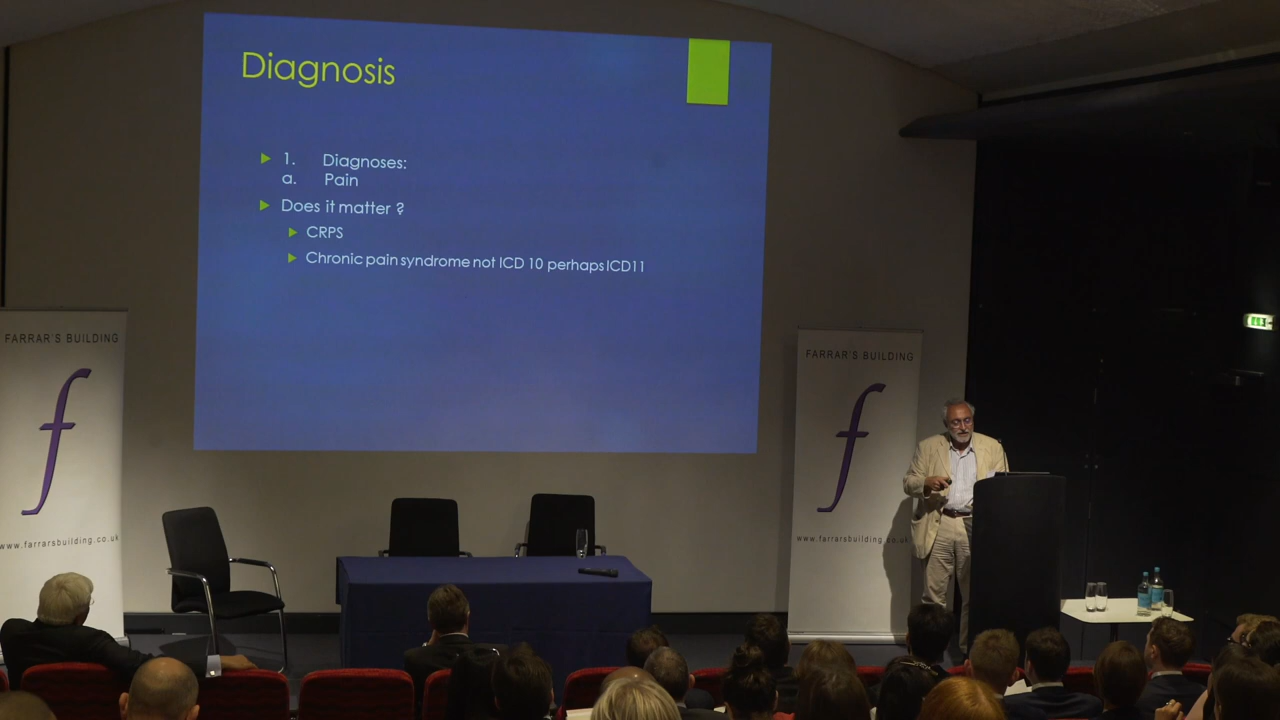 Diagnosis
1. Diagnoses:
a. Pain
Does it matter ?
CRPS
Chronic pain syndrome not ICD 10 perhaps ICD11
FARRAR'S BUILDING
f
www.farrarsbuilding.co.uk
FARRAR'S BUILDING
f
www.farrarsbuilding.co.uk